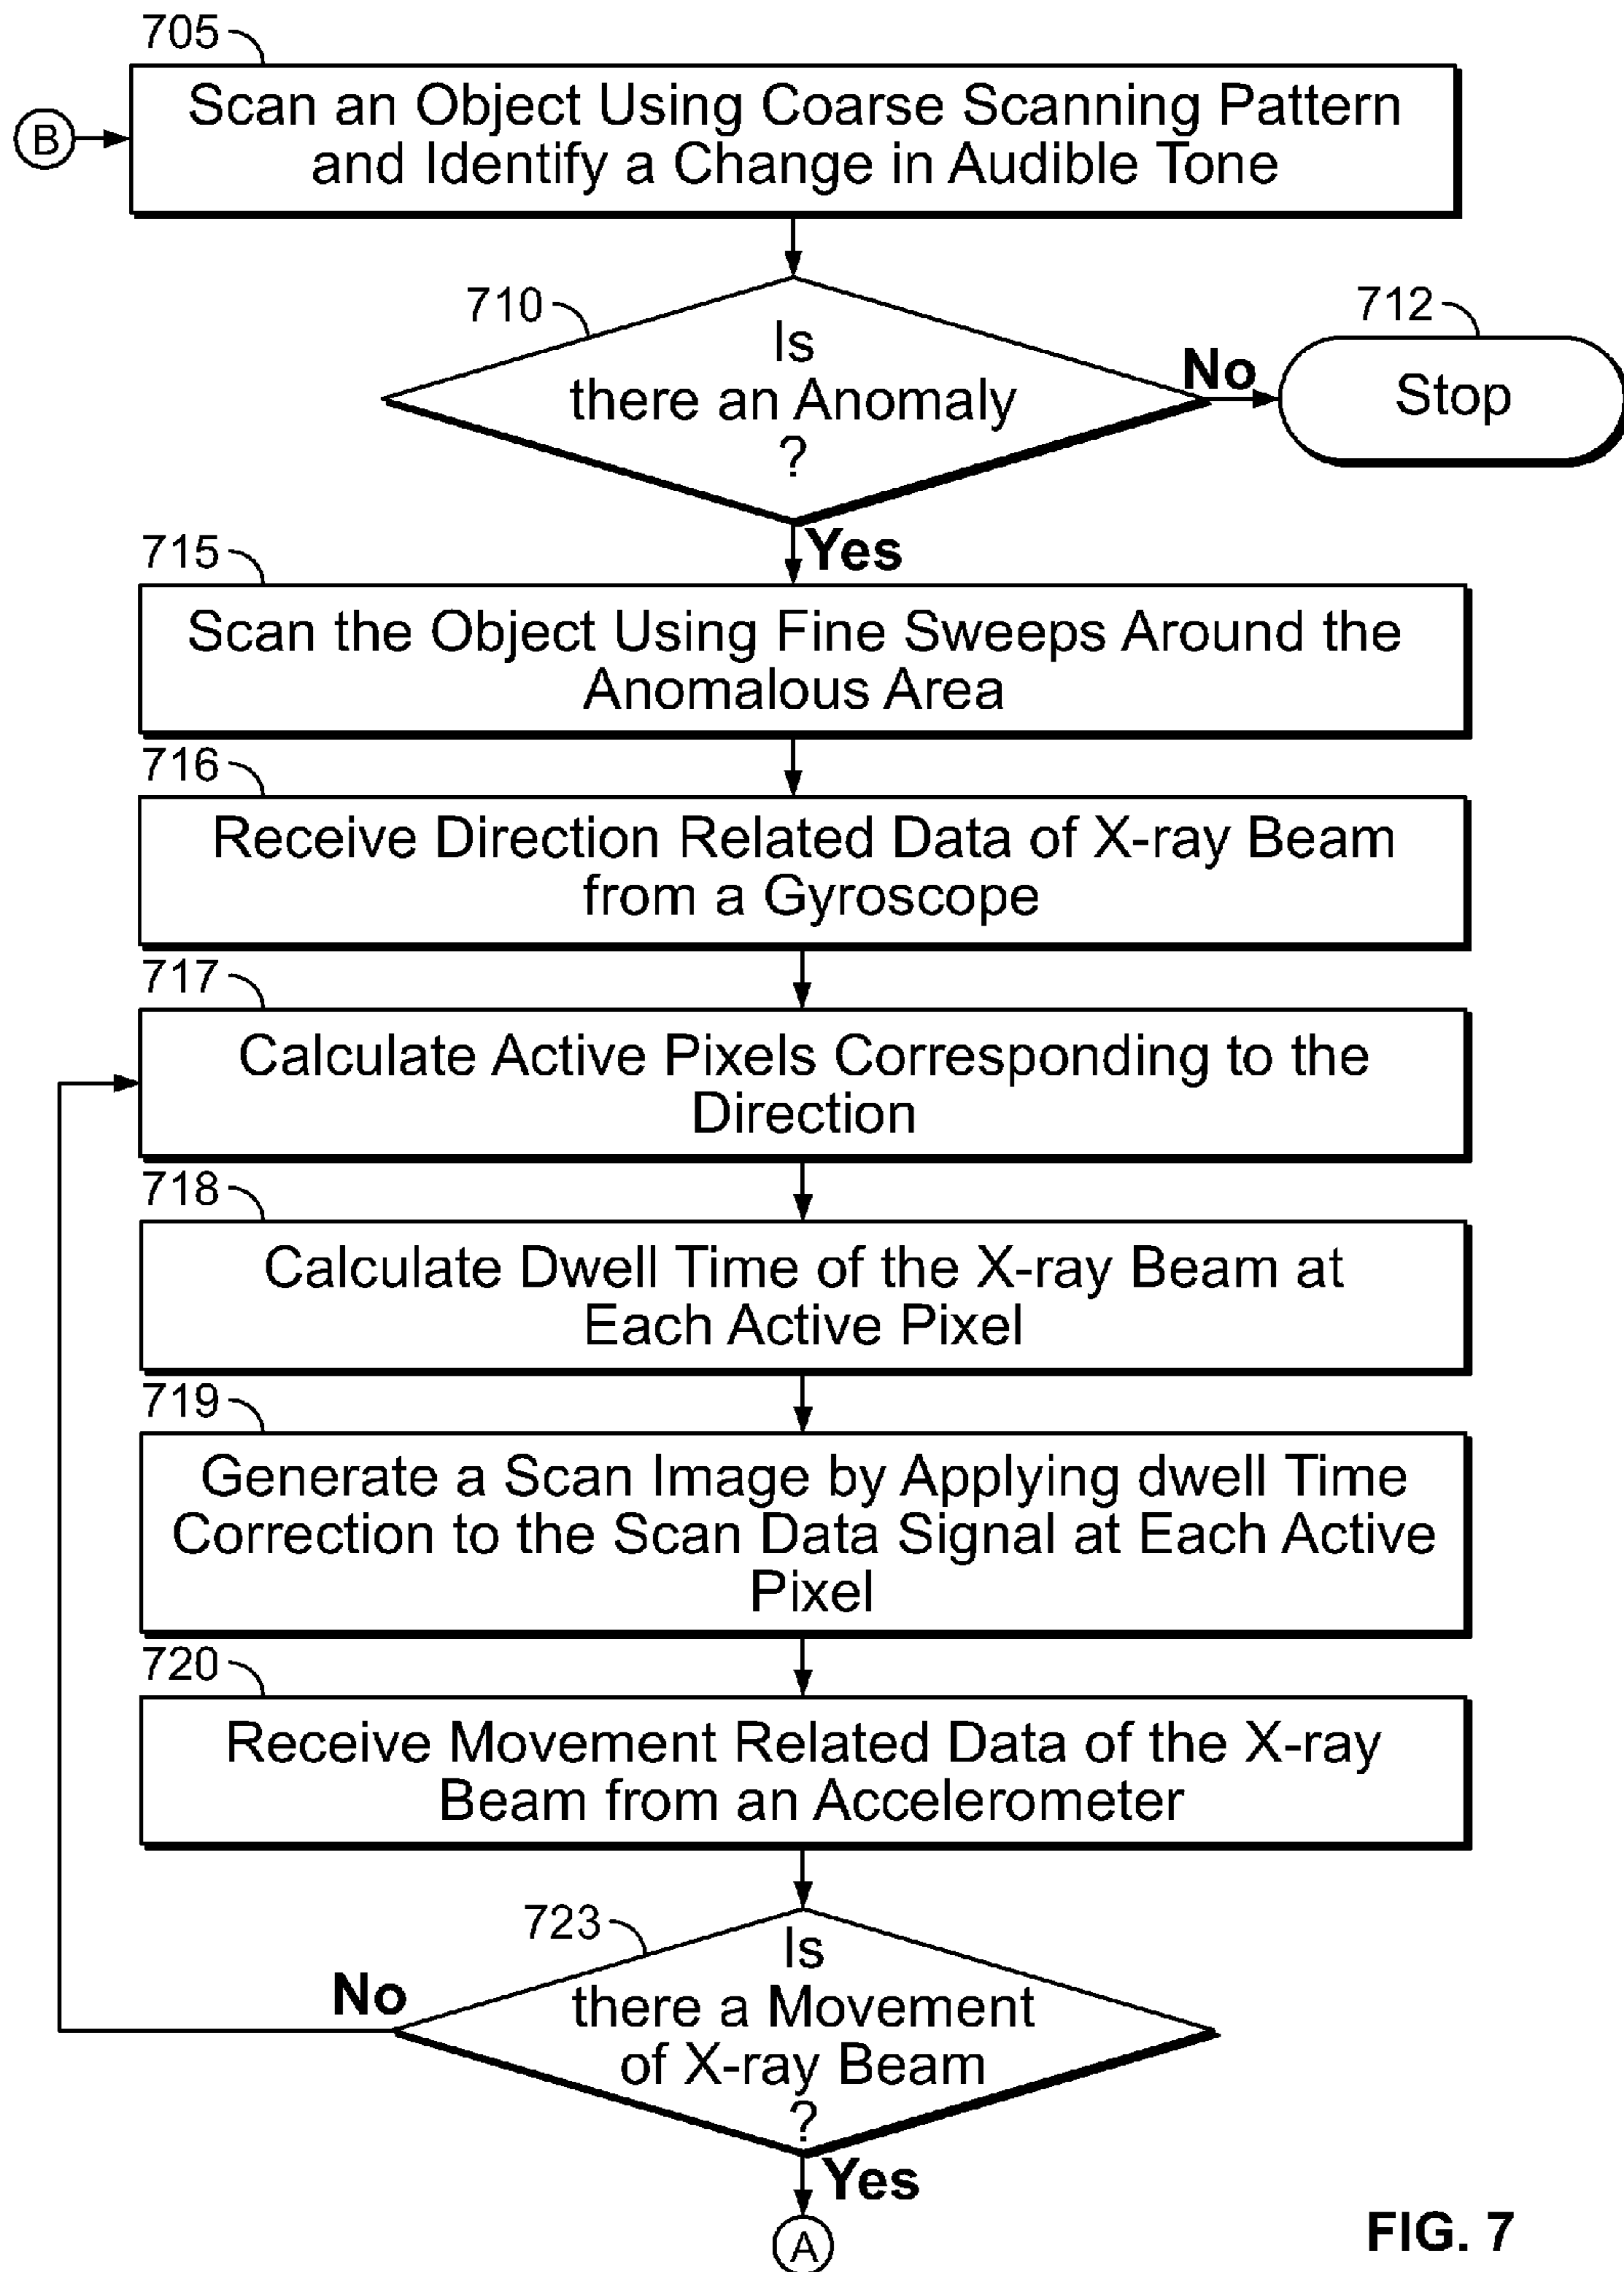 705
B
Scan an Object Using Coarse Scanning Pattern
and Identify a Change in Audible Tone
710
Is
there an Anomaly
?
No
712
Stop
Yes
715
Scan the Object Using Fine Sweeps Around the
Anomalous Area
716
Receive Direction Related Data of X-ray Beam
from a Gyroscope
717
Calculate Active Pixels Corresponding to the
Direction
718
Calculate Dwell Time of the X-ray Beam at
Each Active Pixel
719
Generate a Scan Image by Applying dwell Time
Correction to the Scan Data Signal at Each Active
Pixel
720
Receive Movement Related Data of the X-ray
Beam from an Accelerometer
723
Is
there a Movement
of X-ray Beam
?
No
Yes
A
FIG. 7